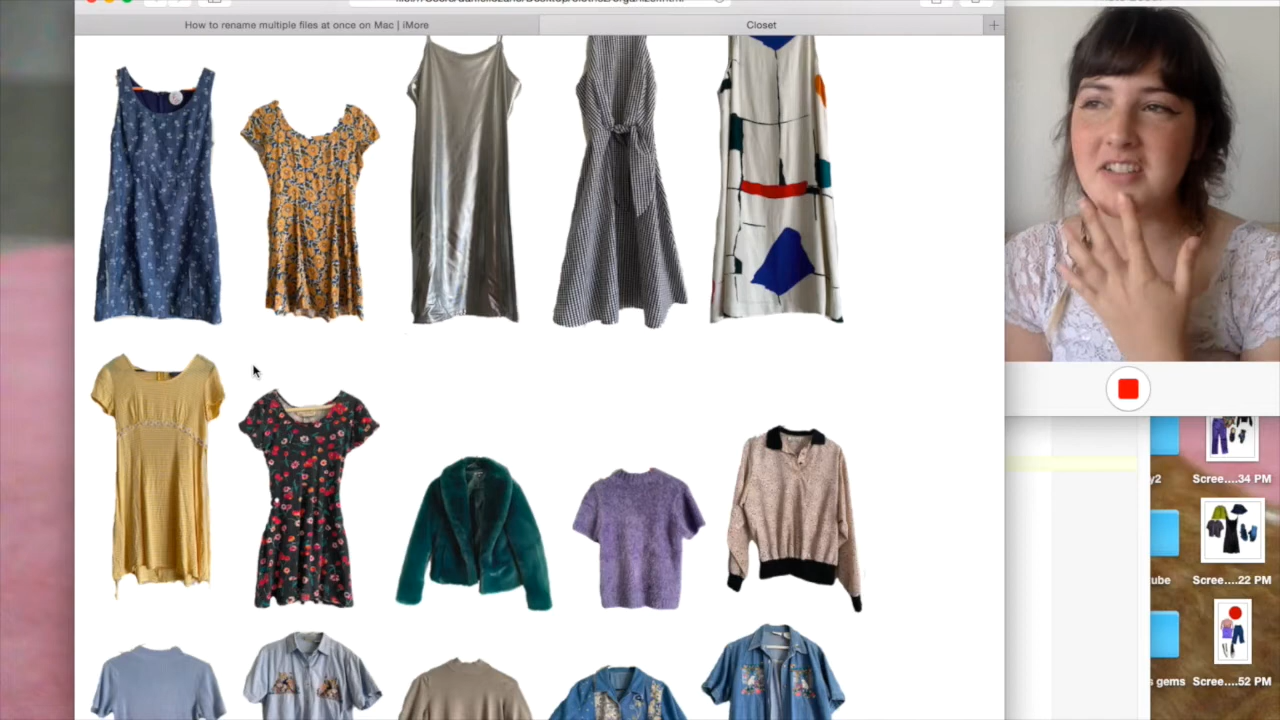 How to rename multiple files at once on Mac | iMore
Closet
y2
Scree....34 PM
Scree....22 PM
ube
s gems
Scree....52 PM